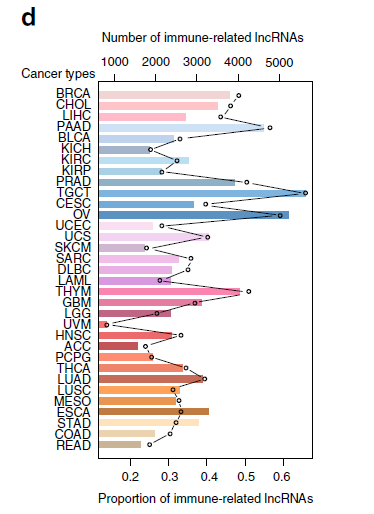 d
Number of immune-related lncRNAs
1000 2000 3000 4000 5000
Cancer types
BRCA
CHOL
LIHC
PAAD
BLCA
KICH
KIRC
KIRP
PRAD
TGCT
CESC
OV
UCEC
UCS
SKCM
SARC
DLBC
LAML
THYM
GBM
LGG
UVM
HNSC
ACC
PCPG
THCA
LUAD
LUSC
MESO
ESCA
STAD
COAD
READ
0.2 0.3 0.4 0.5 0.6
Proportion of immune-related lncRNAs